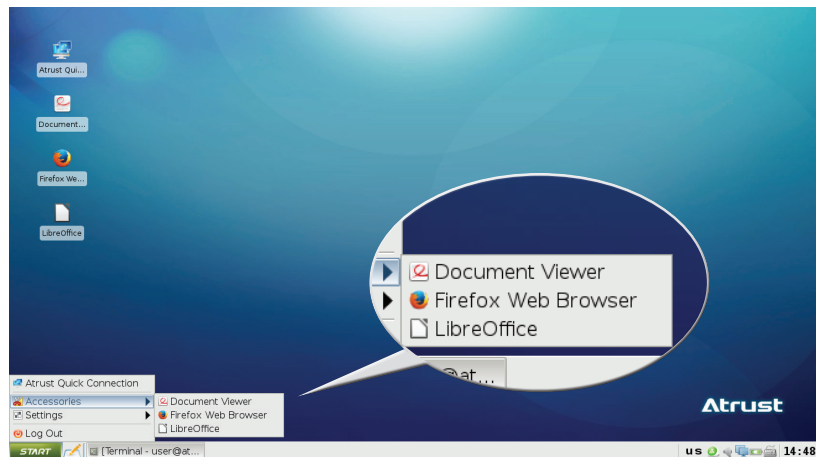 Atrust Qui...
Document...
Firefox We...
LibreOffice
Document Viewer
Firefox Web Browser
LibreOffice
@at...
Atrust
Atrust Quick Connection
Accessories
Document Viewer
Settings
Firefox Web Browser
LibreOffice
Log Out
START
[Terminal - user@at...
us
14:48